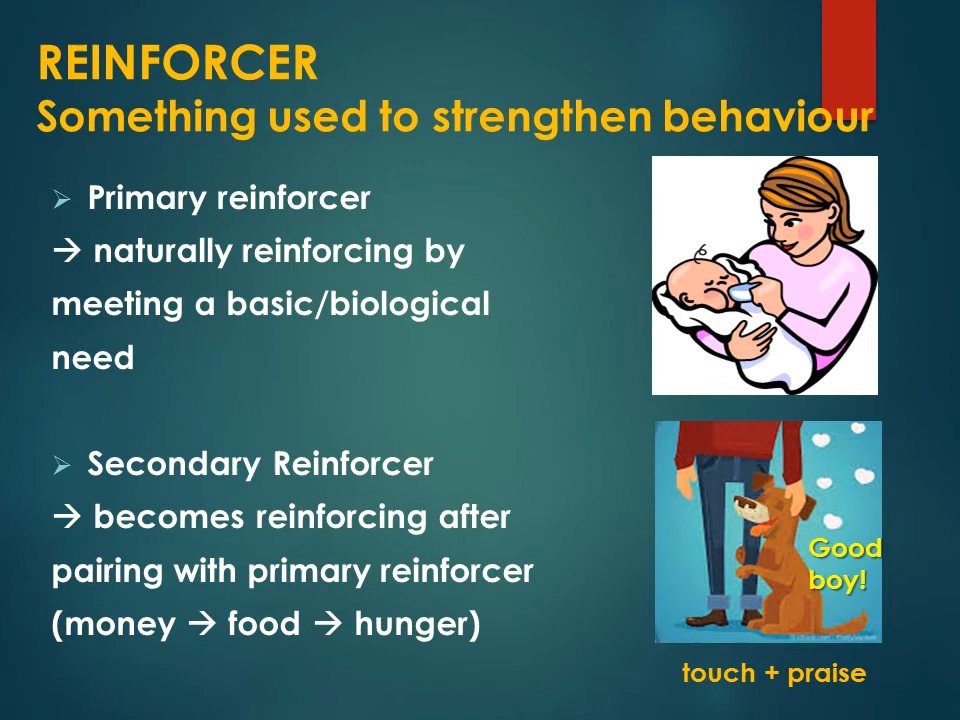 REINFORCER
Something used to strengthen behaviour
➢ Primary reinforcer
→ naturally reinforcing by
meeting a basic/biological
need
➢ Secondary Reinforcer
→ becomes reinforcing after
pairing with primary reinforcer
(money → food → hunger)
Good
boy!
touch + praise